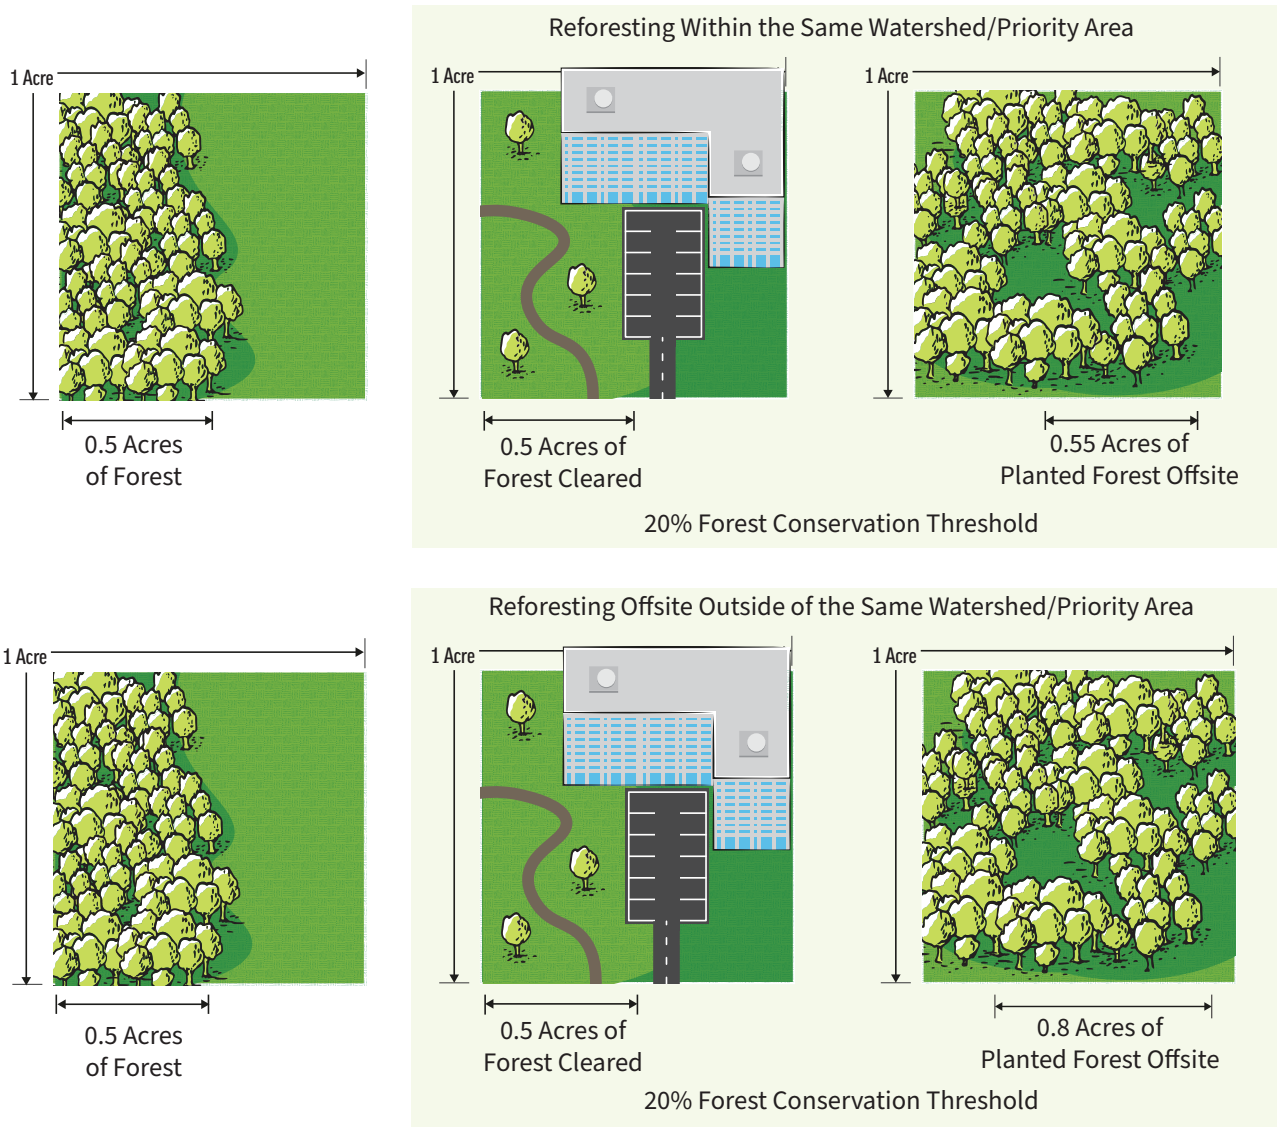 Reforesting Within the Same Watershed/Priority Area
1 Acre
1 Acre
1 Acre
0.5 Acres
of Forest
0.5 Acres of
Forest Cleared
0.55 Acres of
Planted Forest Offsite
20% Forest Conservation Threshold
Reforesting Offsite Outside of the Same Watershed/Priority Area
1 Acre
1 Acre
1 Acre
0.5 Acres
of Forest
0.5 Acres of
Forest Cleared
0.8 Acres of
Planted Forest Offsite
20% Forest Conservation Threshold